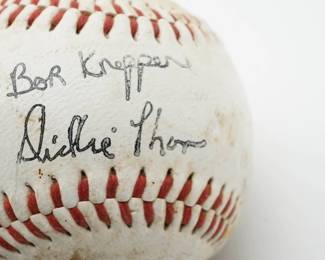 Bob Knepper
Dickie Thon